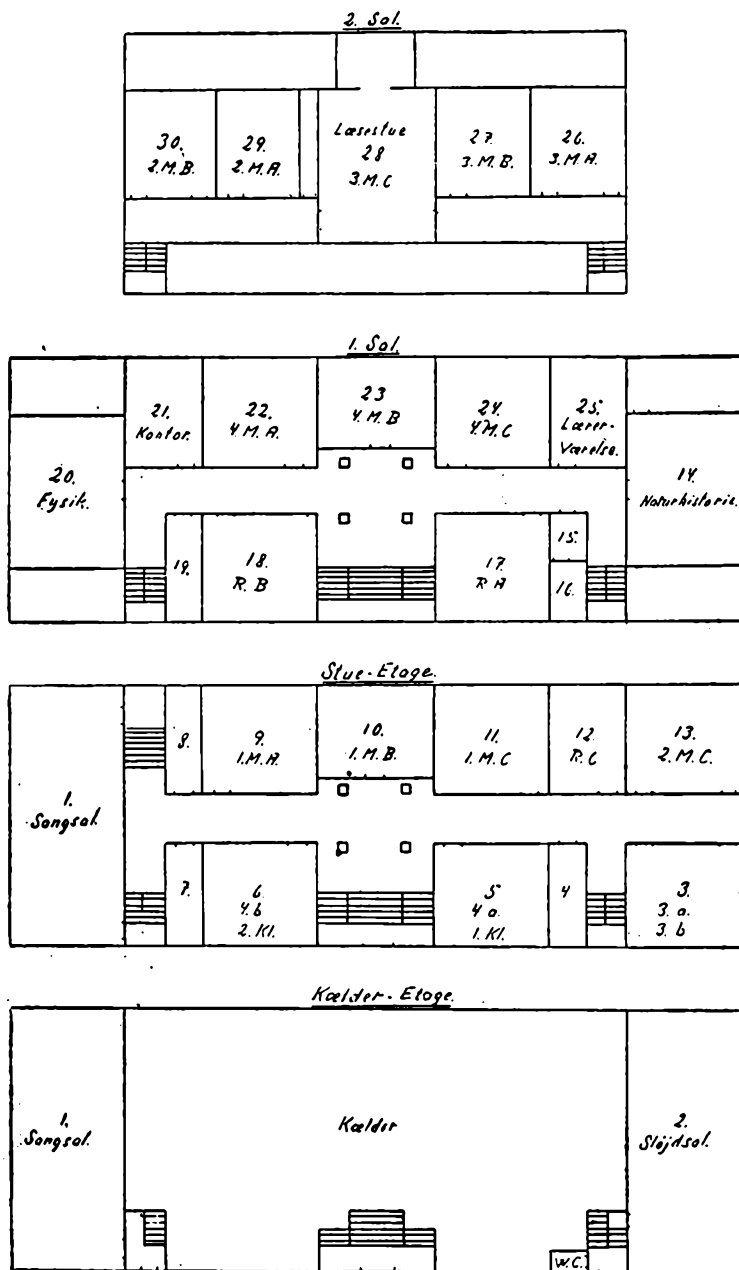 2. Sal.
30.
2.M.B.
29.
2.M.A.
Læsestue
28
3.M.C
27.
3.M.B.
26.
3.M.A.
1. Sal.
21.
Kontor.
22.
4.M.A.
23
4.M.B
24.
4.M.C
25.
Lærer-
Værelse.
20.
Fysik.
14.
Naturhistorie.
19.
18.
R.B
17.
R A
15.
16.
Stue-Etage.
1.
Sangsal.
8.
9.
1.M.A.
10.
1.M.B.
11.
1.M.C
12.
R.C
13.
2.M.C.
7.
6
4.b
2.Kl.
5
4 a.
1.Kl.
4
3.
3.a.
3.b
Kælder-Etage.
1.
Sangsal.
Kælder
2.
Sløjdsal.
W.C.